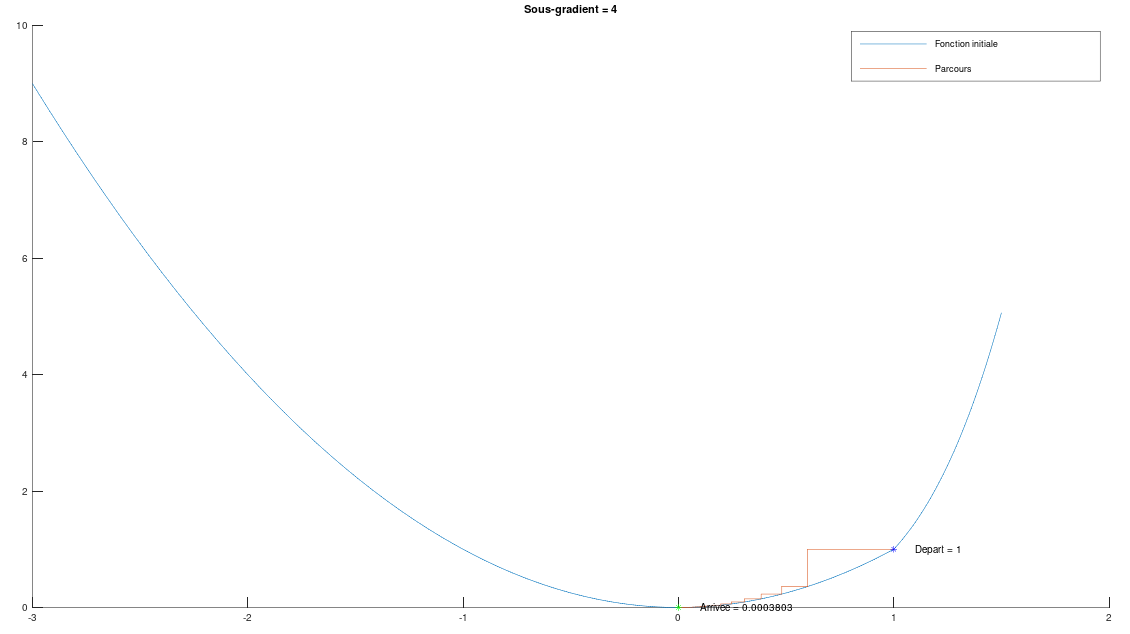 Sous-gradient = 4
10
Fonction initiale
Parcours
8
6
4
2
Depart = 1
0
Arrivée = 0.0003803
-3
-2
-1
0
1
2